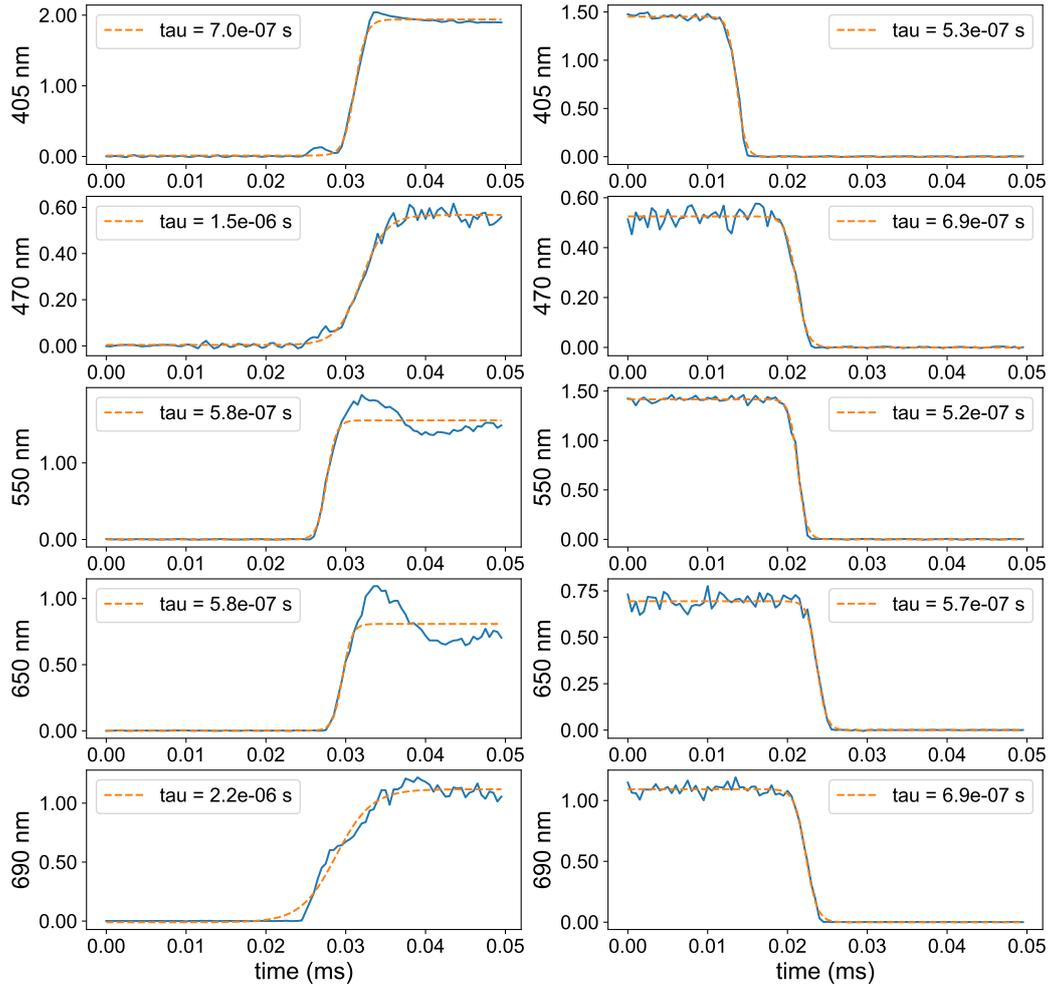 405 nm
2.00
1.00
0.00
tau = 7.0e-07 s
0.00 0.01 0.02 0.03 0.04 0.05
405 nm
1.50
1.00
0.50
0.00
tau = 5.3e-07 s
0.00 0.01 0.02 0.03 0.04 0.05
470 nm
0.60
0.40
0.20
0.00
tau = 1.5e-06 s
0.00 0.01 0.02 0.03 0.04 0.05
470 nm
0.60
0.40
0.20
0.00
tau = 6.9e-07 s
0.00 0.01 0.02 0.03 0.04 0.05
550 nm
1.00
0.00
tau = 5.8e-07 s
0.00 0.01 0.02 0.03 0.04 0.05
550 nm
1.50
1.00
0.50
0.00
tau = 5.2e-07 s
0.00 0.01 0.02 0.03 0.04 0.05
650 nm
1.00
0.50
0.00
tau = 5.8e-07 s
0.00 0.01 0.02 0.03 0.04 0.05
650 nm
0.75
0.50
0.25
0.00
tau = 5.7e-07 s
0.00 0.01 0.02 0.03 0.04 0.05
690 nm
1.00
0.50
0.00
tau = 2.2e-06 s
0.00 0.01 0.02 0.03 0.04 0.05
time (ms)
690 nm
1.00
0.50
0.00
tau = 6.9e-07 s
0.00 0.01 0.02 0.03 0.04 0.05
time (ms)